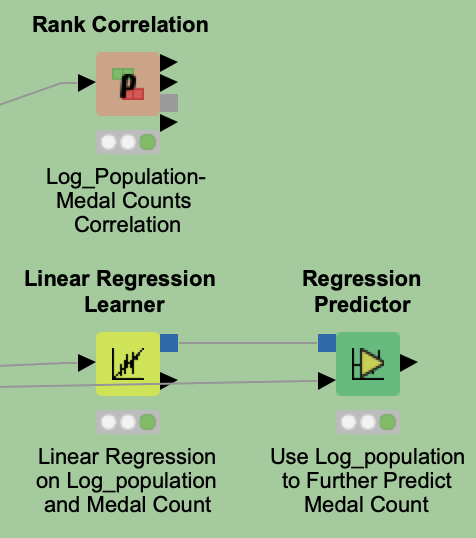 Rank Correlation
ρ
Log_Population-
Medal Counts
Correlation
Linear Regression
Learner
Regression
Predictor
Linear Regression
on Log_population
and Medal Count
Use Log_population
to Further Predict
Medal Count